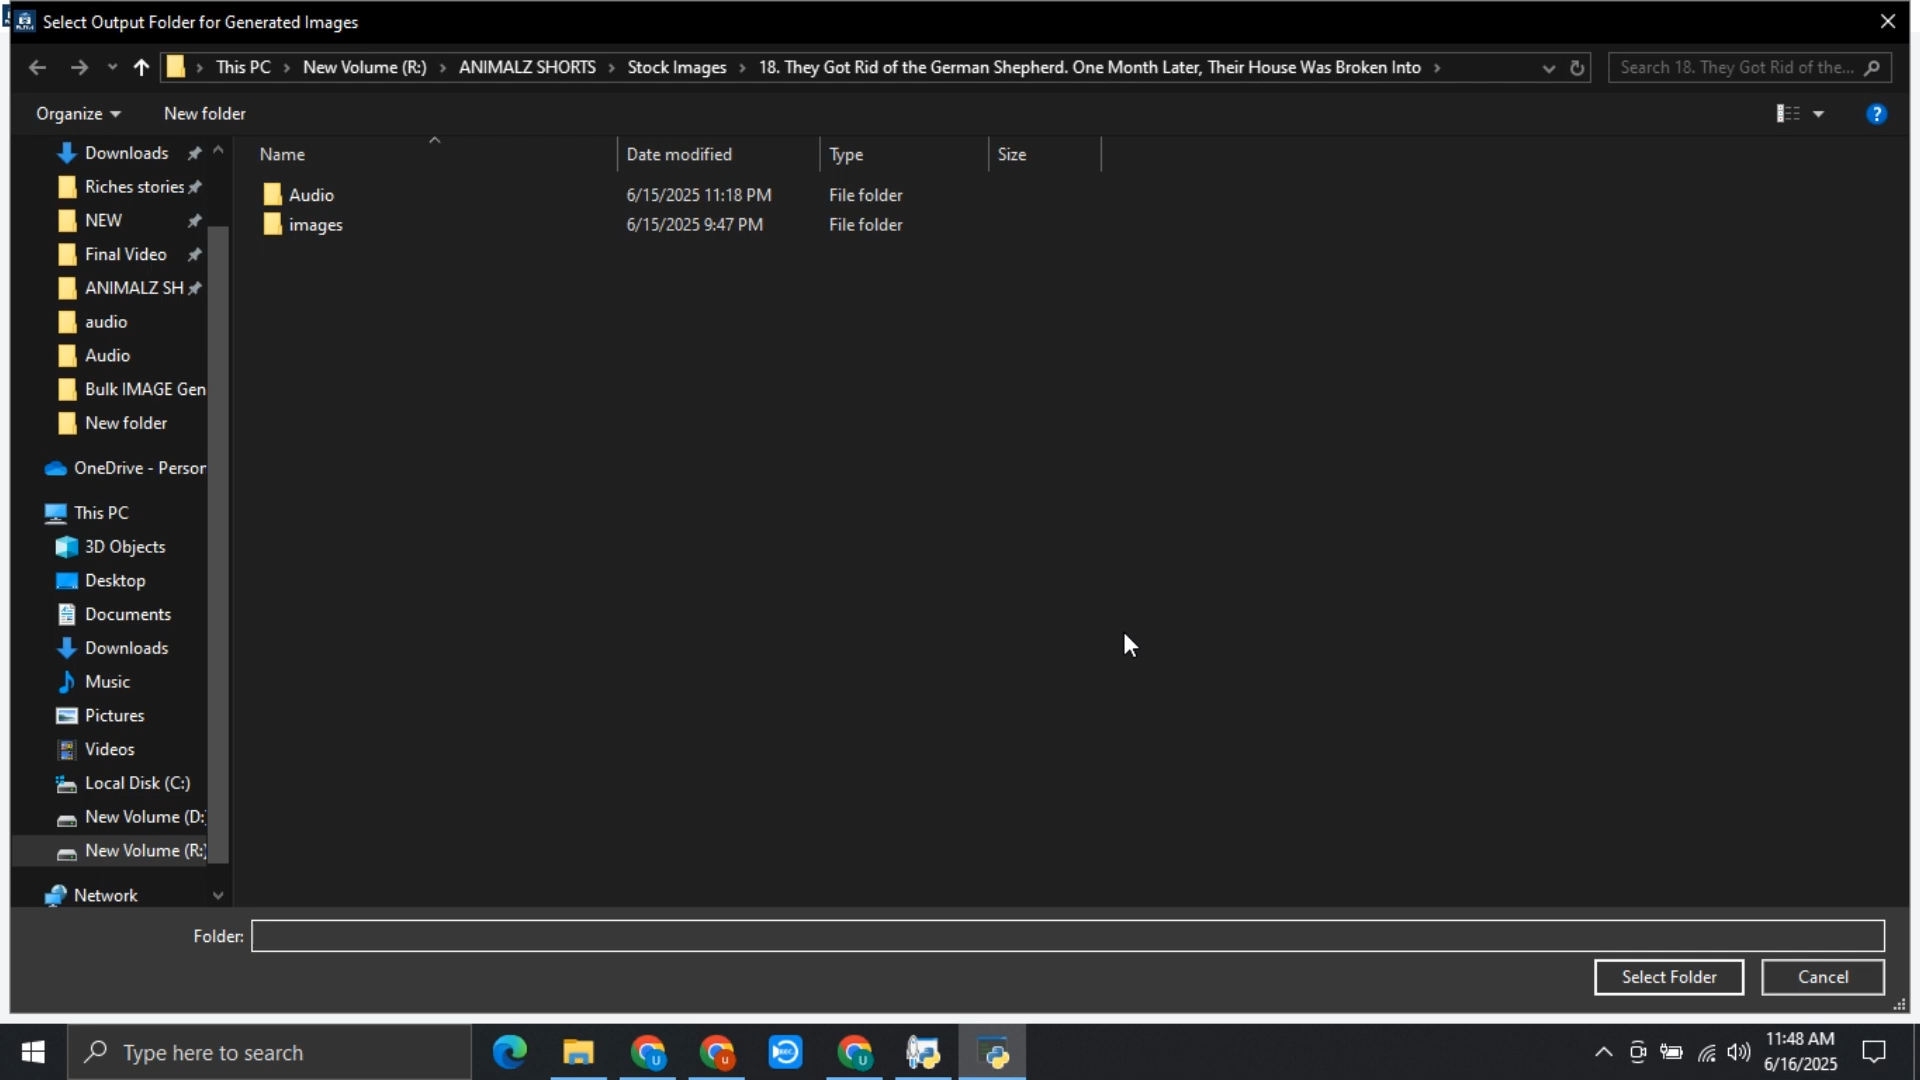 Select Output Folder for Generated Images
This PC > New Volume (R:) > ANIMALZ SHORTS > Stock Images > 18. They Got Rid of the German Shepherd. One Month Later, Their House Was Broken Into >
Search 18. They Got Rid of the...
Organize
New folder
Name
Date modified
Type
Size
Audio 6/15/2025 11:18 PM File folder
images 6/15/2025 9:47 PM File folder
Downloads
Riches stories
NEW
Final Video
ANIMALZ SH
audio
Audio
Bulk IMAGE Gen
New folder
OneDrive - Person
This PC
3D Objects
Desktop
Documents
Downloads
Music
Pictures
Videos
Local Disk (C:)
New Volume (D:)
New Volume (R:)
Network
Folder:
Select Folder
Cancel
Type here to search
11:48 AM
6/16/2025